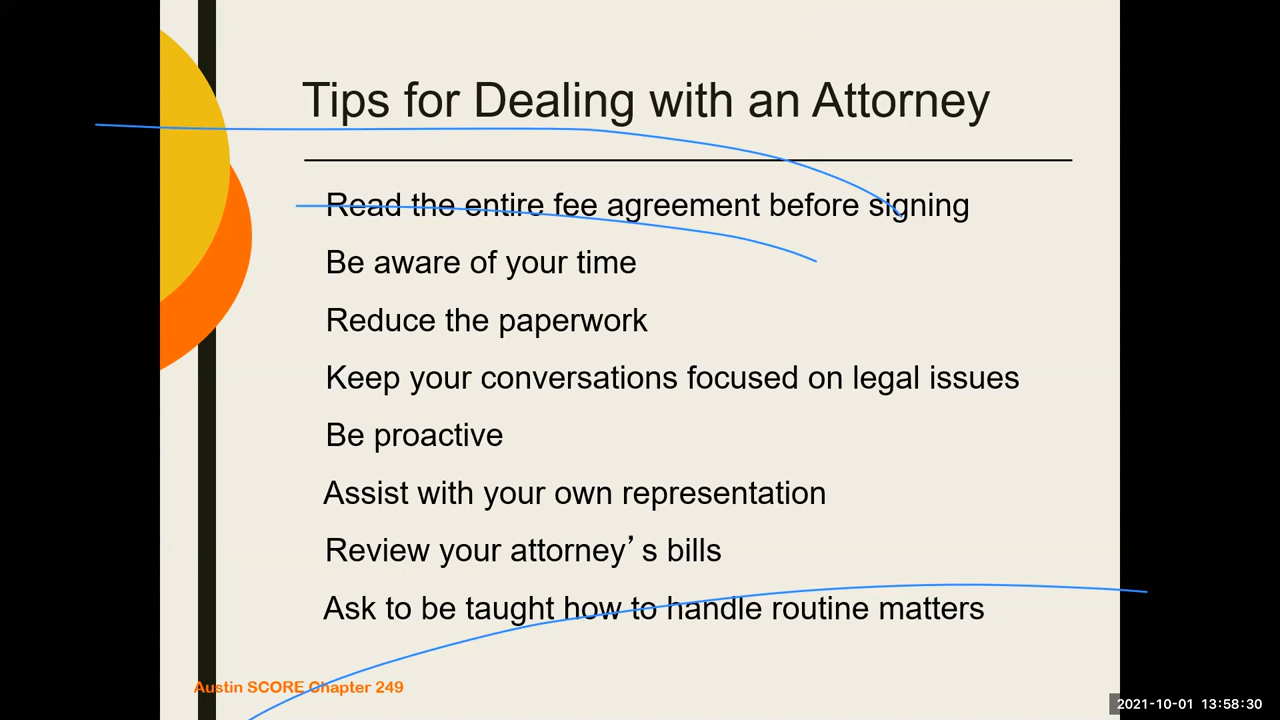 Tips for Dealing with an Attorney
Read the entire fee agreement before signing
Be aware of your time
Reduce the paperwork
Keep your conversations focused on legal issues
Be proactive
Assist with your own representation
Review your attorney’s bills
Ask to be taught how to handle routine matters
Austin SCORE Chapter 249
2021-10-01 13:58:30